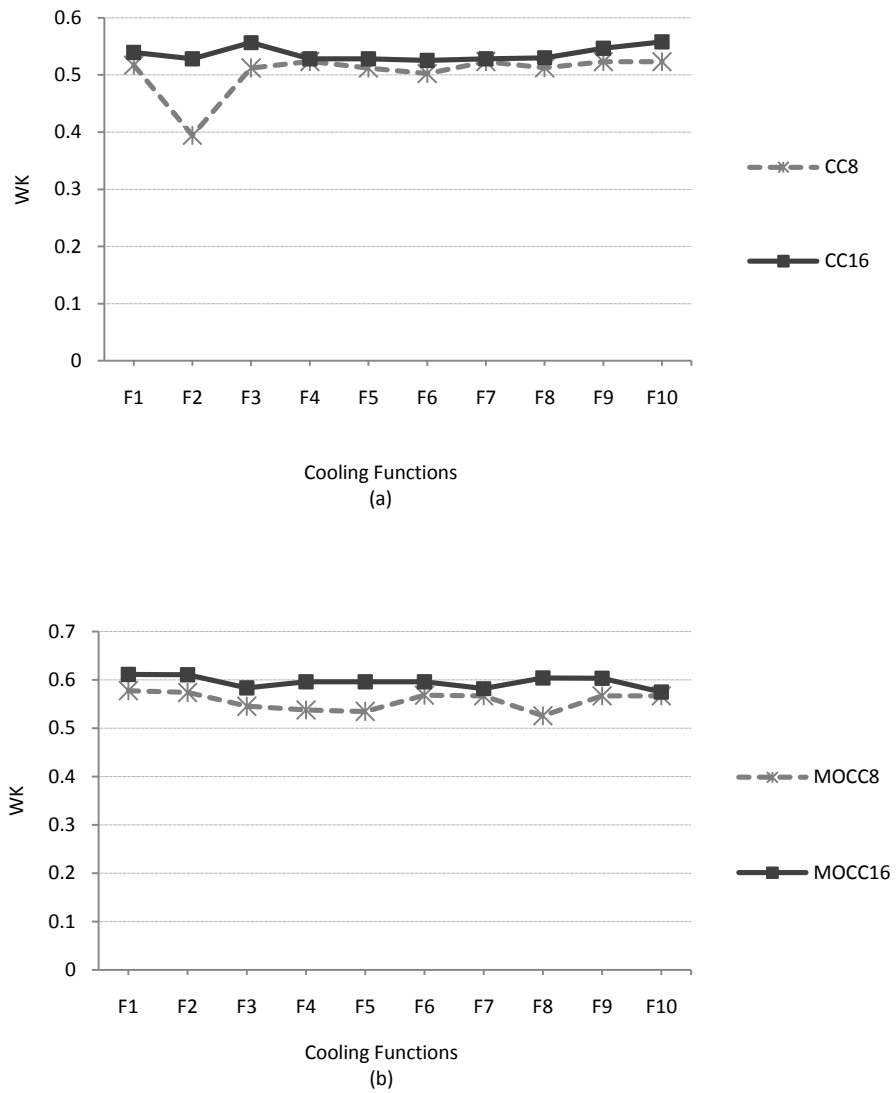 0.6
0.5
0.4
0.3
0.2
0.1
0
WK
F1 F2 F3 F4 F5 F6 F7 F8 F9 F10
Cooling Functions
(a)
CC8
CC16
0.7
0.6
0.5
0.4
0.3
0.2
0.1
0
WK
F1 F2 F3 F4 F5 F6 F7 F8 F9 F10
Cooling Functions
(b)
MOCC8
MOCC16